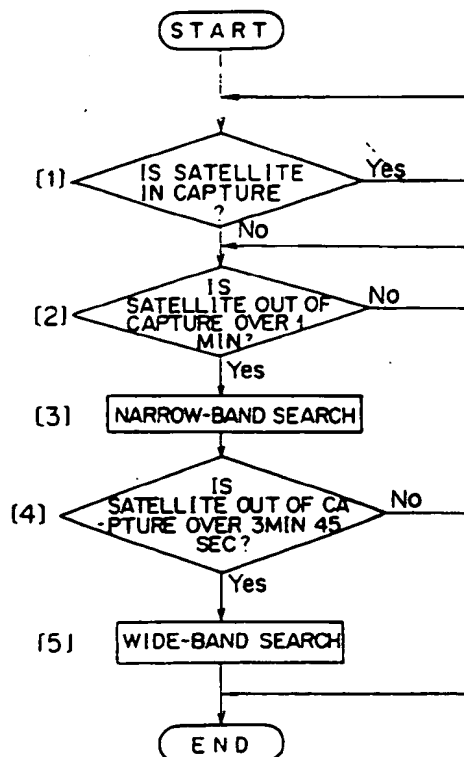 START
[1]
IS SATELLITE
IN CAPTURE
?
Yes
No
[2]
IS
SATELLITE OUT OF
CAPTURE OVER 1
MIN?
No
Yes
[3]
NARROW-BAND SEARCH
[4]
IS
SATELLITE OUT OF CA
-PTURE OVER 3MIN 45
SEC?
No
Yes
[5]
WIDE-BAND SEARCH
END